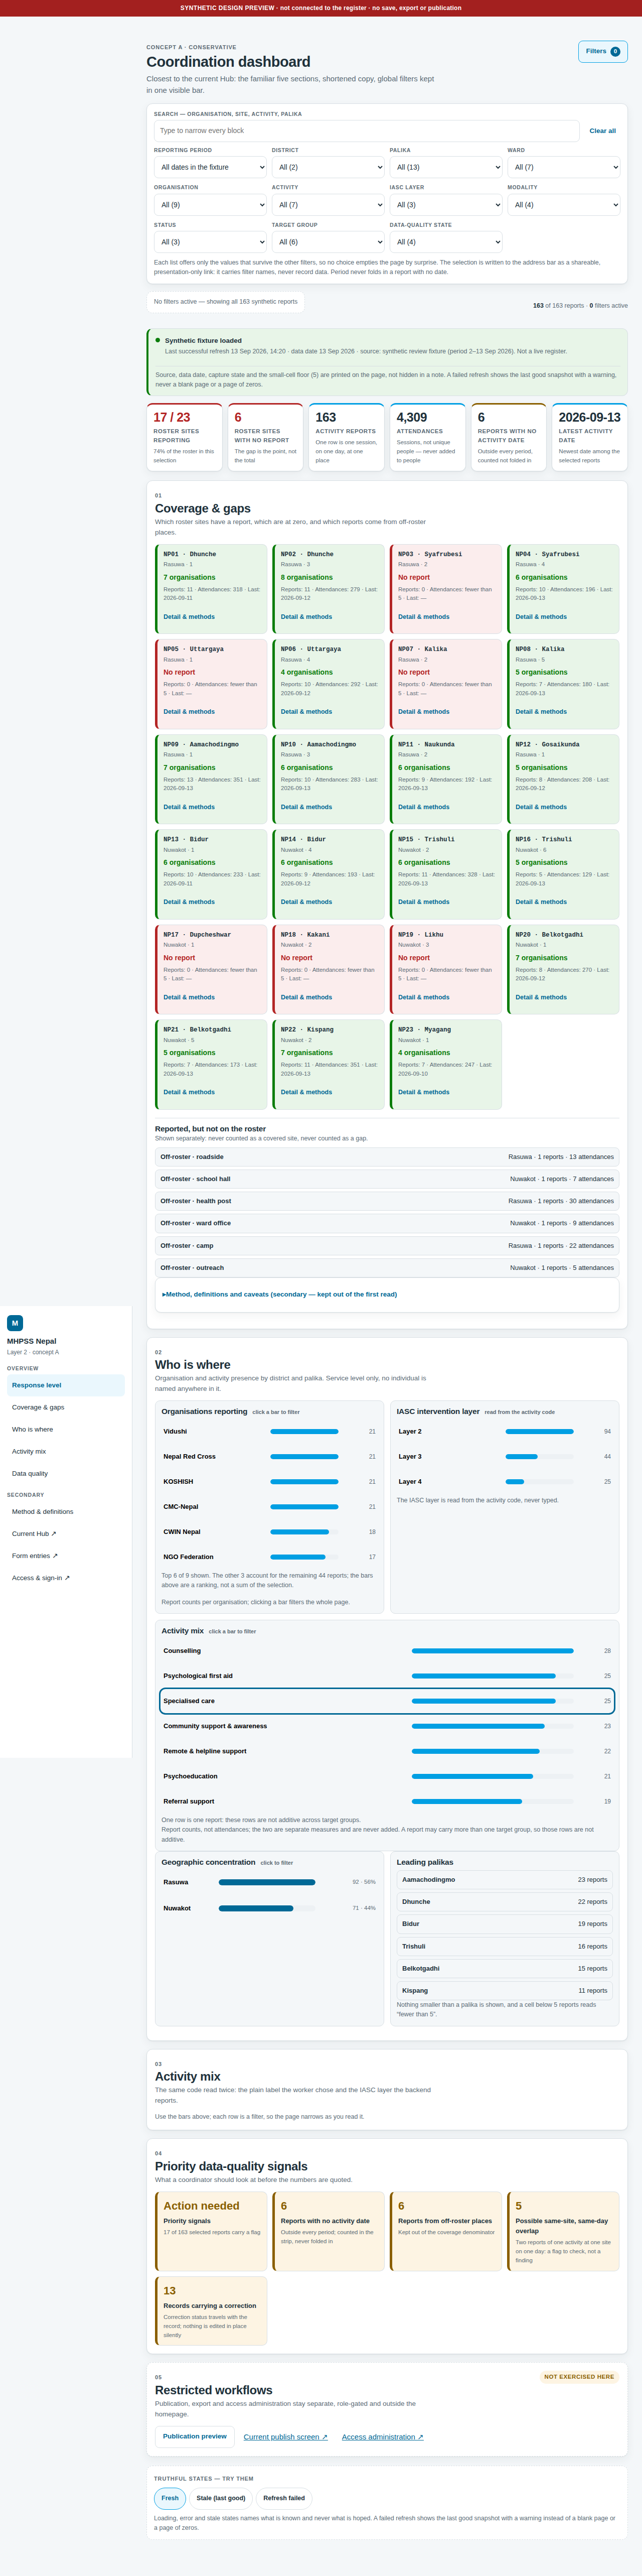 SYNTHETIC DESIGN PREVIEW · not connected to the register · no save, export or publication
CONCEPT A · CONSERVATIVE
Coordination dashboard
Closest to the current Hub: the familiar five sections, shortened copy, global filters kept
in one visible bar.
Filters 0
SEARCH — ORGANISATION, SITE, ACTIVITY, PALIKA
Type to narrow every block
Clear all
REPORTING PERIOD DISTRICT PALIKA WARD
All dates in the fixture All (2) All (13) All (7)
ORGANISATION ACTIVITY IASC LAYER MODALITY
All (9) All (7) All (3) All (4)
STATUS TARGET GROUP DATA-QUALITY STATE
All (3) All (6) All (4)
Each list offers only the values that survive the other filters, so no choice empties the page by surprise. The selection is written to the address bar as a shareable,
presentation-only link: it carries filter names, never record data. Period never folds in a report with no date.
No filters active — showing all 163 synthetic reports
163 of 163 reports · 0 filters active
Synthetic fixture loaded
Last successful refresh 13 Sep 2026, 14:20 · data date 13 Sep 2026 · source: synthetic review fixture (period 2–13 Sep 2026). Not a live register.
Source, data date, capture state and the small-cell floor (5) are printed on the page, not hidden in a note. A failed refresh shows the last good snapshot with a warning,
never a blank page or a page of zeros.
17 / 23
ROSTER SITES
REPORTING
74% of the roster in this
selection
6
ROSTER SITES
WITH NO REPORT
The gap is the point, not
the total
163
ACTIVITY REPORTS
One row is one session,
on one day, at one
place
4,309
ATTENDANCES
Sessions, not unique
people — never added
to people
6
REPORTS WITH NO
ACTIVITY DATE
Outside every period,
counted not folded in
2026-09-13
LATEST ACTIVITY
DATE
Newest date among the
selected reports
01
Coverage & gaps
Which roster sites have a report, which are at zero, and which reports come from off-roster
places.
NP01 · Dhunche
Rasuwa · 1
7 organisations
Reports: 11 · Attendances: 318 · Last:
2026-09-11
Detail & methods
NP02 · Dhunche
Rasuwa · 3
8 organisations
Reports: 11 · Attendances: 279 · Last:
2026-09-12
Detail & methods
NP03 · Syafrubesi
Rasuwa · 2
No report
Reports: 0 · Attendances: fewer than
5 · Last: —
Detail & methods
NP04 · Syafrubesi
Rasuwa · 4
6 organisations
Reports: 10 · Attendances: 196 · Last:
2026-09-13
Detail & methods
NP05 · Uttargaya
Rasuwa · 1
No report
Reports: 0 · Attendances: fewer than
5 · Last: —
Detail & methods
NP06 · Uttargaya
Rasuwa · 4
4 organisations
Reports: 10 · Attendances: 292 · Last:
2026-09-12
Detail & methods
NP07 · Kalika
Rasuwa · 2
No report
Reports: 0 · Attendances: fewer than
5 · Last: —
Detail & methods
NP08 · Kalika
Rasuwa · 5
5 organisations
Reports: 7 · Attendances: 180 · Last:
2026-09-13
Detail & methods
NP09 · Aamachodingmo
Rasuwa · 1
7 organisations
Reports: 13 · Attendances: 351 · Last:
2026-09-13
Detail & methods
NP10 · Aamachodingmo
Rasuwa · 3
6 organisations
Reports: 10 · Attendances: 283 · Last:
2026-09-13
Detail & methods
NP11 · Naukunda
Rasuwa · 2
6 organisations
Reports: 9 · Attendances: 192 · Last:
2026-09-13
Detail & methods
NP12 · Gosaikunda
Rasuwa · 1
5 organisations
Reports: 8 · Attendances: 208 · Last:
2026-09-12
Detail & methods
NP13 · Bidur
Nuwakot · 1
6 organisations
Reports: 10 · Attendances: 233 · Last:
2026-09-11
Detail & methods
NP14 · Bidur
Nuwakot · 4
6 organisations
Reports: 9 · Attendances: 193 · Last:
2026-09-12
Detail & methods
NP15 · Trishuli
Nuwakot · 2
6 organisations
Reports: 11 · Attendances: 328 · Last:
2026-09-13
Detail & methods
NP16 · Trishuli
Nuwakot · 6
5 organisations
Reports: 5 · Attendances: 129 · Last:
2026-09-13
Detail & methods
NP17 · Dupcheshwar
Nuwakot · 1
No report
Reports: 0 · Attendances: fewer than
5 · Last: —
Detail & methods
NP18 · Kakani
Nuwakot · 2
No report
Reports: 0 · Attendances: fewer than
5 · Last: —
Detail & methods
NP19 · Likhu
Nuwakot · 3
No report
Reports: 0 · Attendances: fewer than
5 · Last: —
Detail & methods
NP20 · Belkotgadhi
Nuwakot · 1
7 organisations
Reports: 8 · Attendances: 270 · Last:
2026-09-12
Detail & methods
NP21 · Belkotgadhi
Nuwakot · 5
5 organisations
Reports: 7 · Attendances: 173 · Last:
2026-09-13
Detail & methods
NP22 · Kispang
Nuwakot · 2
7 organisations
Reports: 11 · Attendances: 351 · Last:
2026-09-13
Detail & methods
NP23 · Myagang
Nuwakot · 1
4 organisations
Reports: 7 · Attendances: 247 · Last:
2026-09-10
Detail & methods
Reported, but not on the roster
Shown separately: never counted as a covered site, never counted as a gap.
Off-roster · roadside Rasuwa · 1 reports · 13 attendances
Off-roster · school hall Nuwakot · 1 reports · 7 attendances
Off-roster · health post Rasuwa · 1 reports · 30 attendances
Off-roster · ward office Nuwakot · 1 reports · 9 attendances
Off-roster · camp Rasuwa · 1 reports · 22 attendances
Off-roster · outreach Nuwakot · 1 reports · 5 attendances
▸Method, definitions and caveats (secondary — kept out of the first read)
M
MHPSS Nepal
Layer 2 · concept A
OVERVIEW
Response level
Coverage & gaps
Who is where
Activity mix
Data quality
SECONDARY
Method & definitions
Current Hub ↗
Form entries ↗
Access & sign-in ↗
02
Who is where
Organisation and activity presence by district and palika. Service level only, no individual is
named anywhere in it.
Organisations reporting click a bar to filter
Vidushi 21
Nepal Red Cross 21
KOSHISH 21
CMC-Nepal 21
CWIN Nepal 18
NGO Federation 17
Top 6 of 9 shown. The other 3 account for the remaining 44 reports; the bars
above are a ranking, not a sum of the selection.
Report counts per organisation; clicking a bar filters the whole page.
IASC intervention layer read from the activity code
Layer 2 94
Layer 3 44
Layer 4 25
The IASC layer is read from the activity code, never typed.
Activity mix click a bar to filter
Counselling 28
Psychological first aid 25
Specialised care 25
Community support & awareness 23
Remote & helpline support 22
Psychoeducation 21
Referral support 19
One row is one report: these rows are not additive across target groups.
Report counts, not attendances; the two are separate measures and are never added. A report may carry more than one target group, so those rows are not
additive.
Geographic concentration click to filter
Rasuwa 92 · 56%
Nuwakot 71 · 44%
Leading palikas
Aamachodingmo 23 reports
Dhunche 22 reports
Bidur 19 reports
Trishuli 16 reports
Belkotgadhi 15 reports
Kispang 11 reports
Nothing smaller than a palika is shown, and a cell below 5 reports reads
“fewer than 5”.
03
Activity mix
The same code read twice: the plain label the worker chose and the IASC layer the backend
reports.
Use the bars above; each row is a filter, so the page narrows as you read it.
04
Priority data-quality signals
What a coordinator should look at before the numbers are quoted.
Action needed
Priority signals
17 of 163 selected reports carry a flag
6
Reports with no activity date
Outside every period; counted in the
strip, never folded in
6
Reports from off-roster places
Kept out of the coverage denominator
5
Possible same-site, same-day
overlap
Two reports of one activity at one site
on one day: a flag to check, not a
finding
13
Records carrying a correction
Correction status travels with the
record; nothing is edited in place
silently
05
NOT EXERCISED HERE
Restricted workflows
Publication, export and access administration stay separate, role-gated and outside the
homepage.
Publication preview Current publish screen ↗ Access administration ↗
TRUTHFUL STATES — TRY THEM
Fresh Stale (last good) Refresh failed
Loading, error and stale states names what is known and never what is hoped. A failed refresh shows the last good snapshot with a warning instead of a blank page or
a page of zeros.